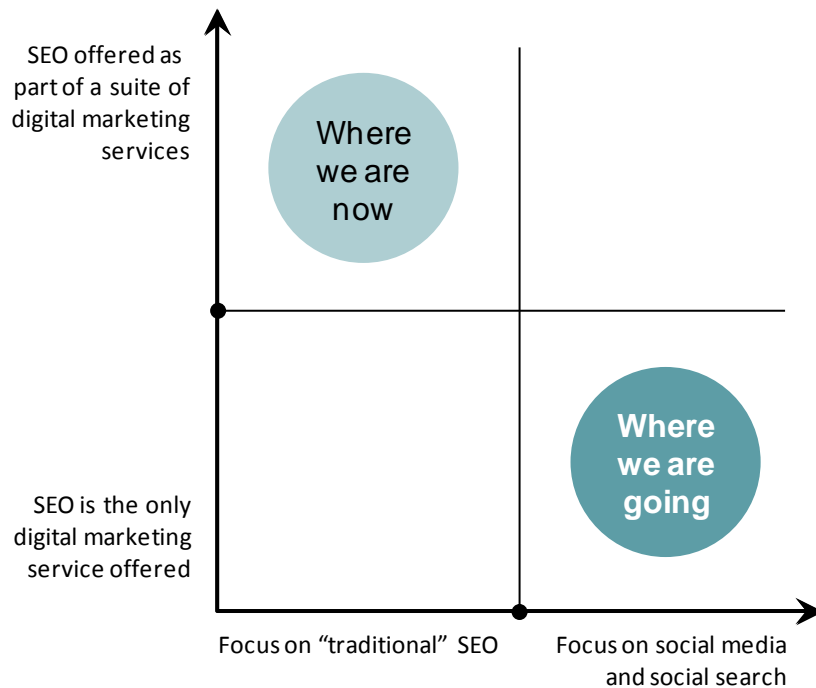 SEO offered as
part of a suite of
digital marketing
services
Where
we are
now
Where
we are
going
SEO is the only
digital marketing
service offered
Focus on “traditional” SEO
Focus on social media
and social search